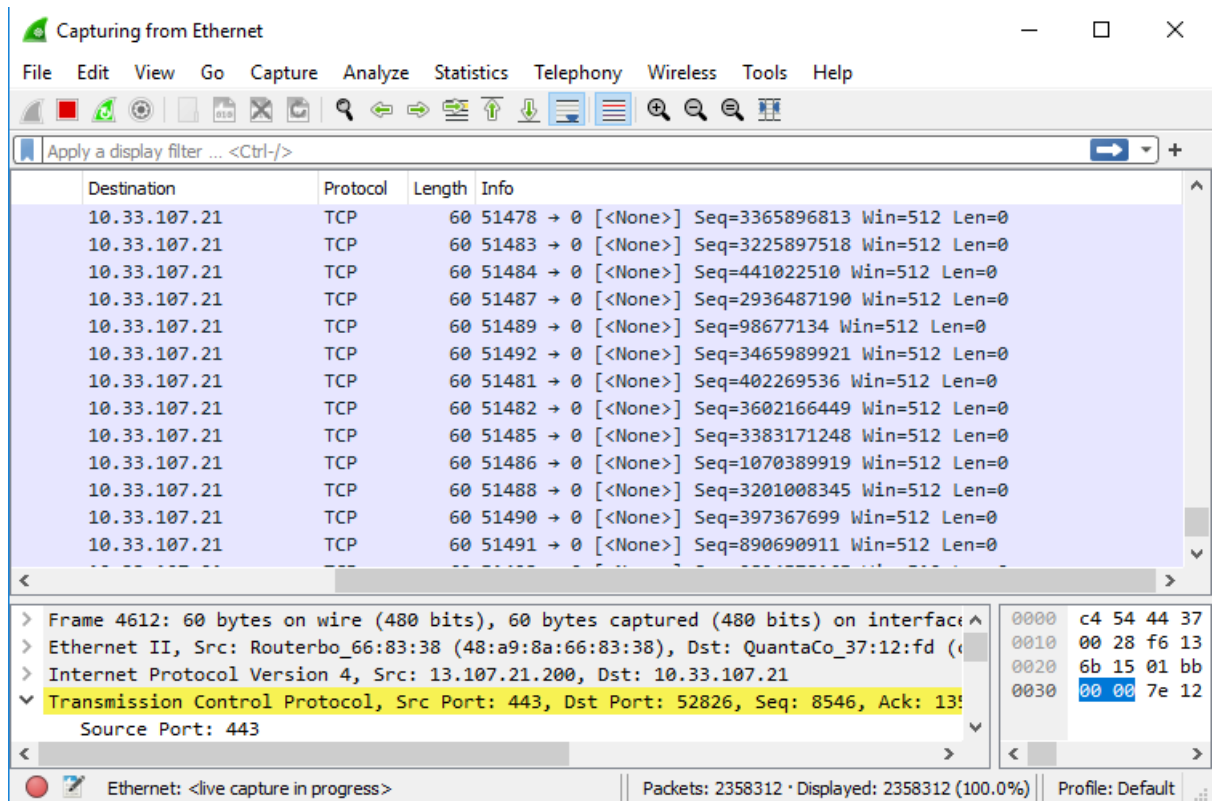 Capturing from Ethernet
File Edit View Go Capture Analyze Statistics Telephony Wireless Tools Help
Apply a display filter ... <Ctrl-/>
Destination Protocol Length Info
10.33.107.21 TCP 60 51478 → 0 [<None>] Seq=3365896813 Win=512 Len=0
10.33.107.21 TCP 60 51483 → 0 [<None>] Seq=3225897518 Win=512 Len=0
10.33.107.21 TCP 60 51484 → 0 [<None>] Seq=441022510 Win=512 Len=0
10.33.107.21 TCP 60 51487 → 0 [<None>] Seq=2936487190 Win=512 Len=0
10.33.107.21 TCP 60 51489 → 0 [<None>] Seq=98677134 Win=512 Len=0
10.33.107.21 TCP 60 51492 → 0 [<None>] Seq=3465989921 Win=512 Len=0
10.33.107.21 TCP 60 51481 → 0 [<None>] Seq=402269536 Win=512 Len=0
10.33.107.21 TCP 60 51482 → 0 [<None>] Seq=3602166449 Win=512 Len=0
10.33.107.21 TCP 60 51485 → 0 [<None>] Seq=3383171248 Win=512 Len=0
10.33.107.21 TCP 60 51486 → 0 [<None>] Seq=1070389919 Win=512 Len=0
10.33.107.21 TCP 60 51488 → 0 [<None>] Seq=3201008345 Win=512 Len=0
10.33.107.21 TCP 60 51490 → 0 [<None>] Seq=397367699 Win=512 Len=0
10.33.107.21 TCP 60 51491 → 0 [<None>] Seq=890690911 Win=512 Len=0
Frame 4612: 60 bytes on wire (480 bits), 60 bytes captured (480 bits) on interface
Ethernet II, Src: Routerbo_66:83:38 (48:a9:8a:66:83:38), Dst: QuantaCo_37:12:fd (
Internet Protocol Version 4, Src: 13.107.21.200, Dst: 10.33.107.21
Transmission Control Protocol, Src Port: 443, Dst Port: 52826, Seq: 8546, Ack: 135
Source Port: 443
0000 c4 54 44 37
0010 00 28 f6 13
0020 6b 15 01 bb
0030 00 00 7e 12
Ethernet: <live capture in progress> Packets: 2358312 · Displayed: 2358312 (100.0%) Profile: Default